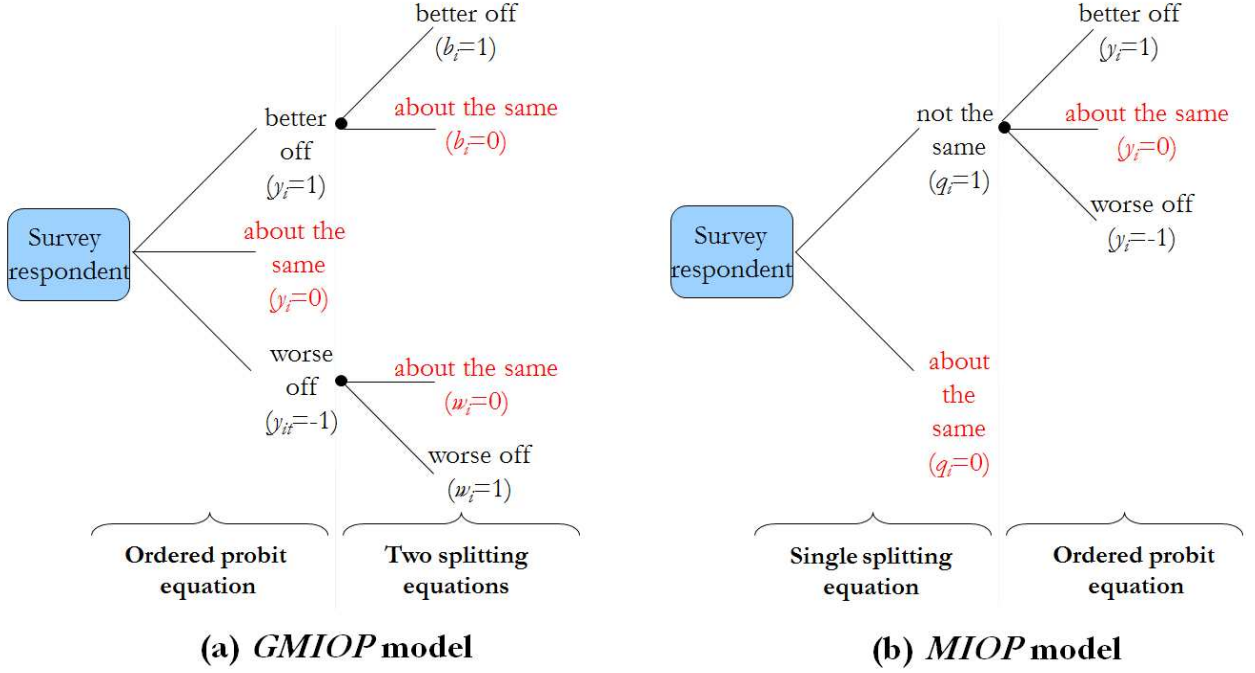 better off
(b_i=1)
about the same
(b_i=0)
better
off
(y_i=1)
Survey
respondent
about the
same
(y_i=0)
worse
off
(y_it=-1)
about the same
(w_i=0)
worse off
(w_i=1)
Ordered probit
equation
Two splitting
equations
(a) GMIOP model
better off
(y_i=1)
not the
same
(q_i=1)
about the same
(y_i=0)
worse off
(y_i=-1)
Survey
respondent
about
the
same
(q_i=0)
Single splitting
equation
Ordered probit
equation
(b) MIOP model